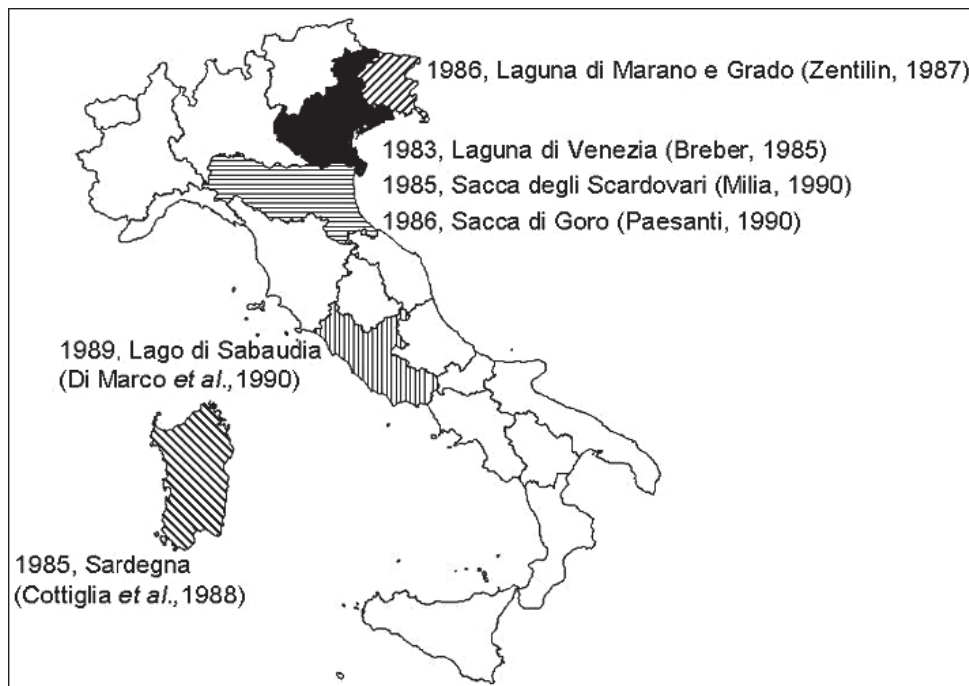 1986, Laguna di Marano e Grado (Zentilin, 1987)
1983, Laguna di Venezia (Breber, 1985)
1985, Sacca degli Scardovari (Milia, 1990)
1986, Sacca di Goro (Paesanti, 1990)
1989, Lago di Sabaudia
(Di Marco et al., 1990)
1985, Sardegna
(Cottiglia et al., 1988)